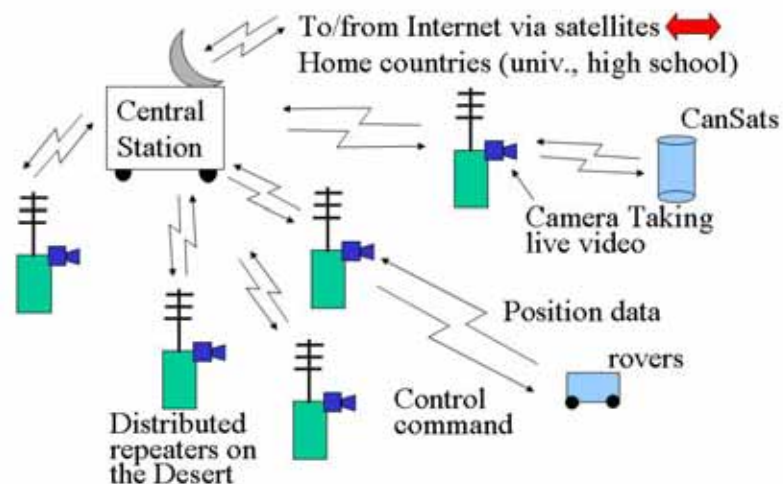 To/from Internet via satellites
Home countries (univ., high school)
Central
Station
CanSats
Camera Taking
live video
Position data
rovers
Control
command
Distributed
repeaters on
the Desert